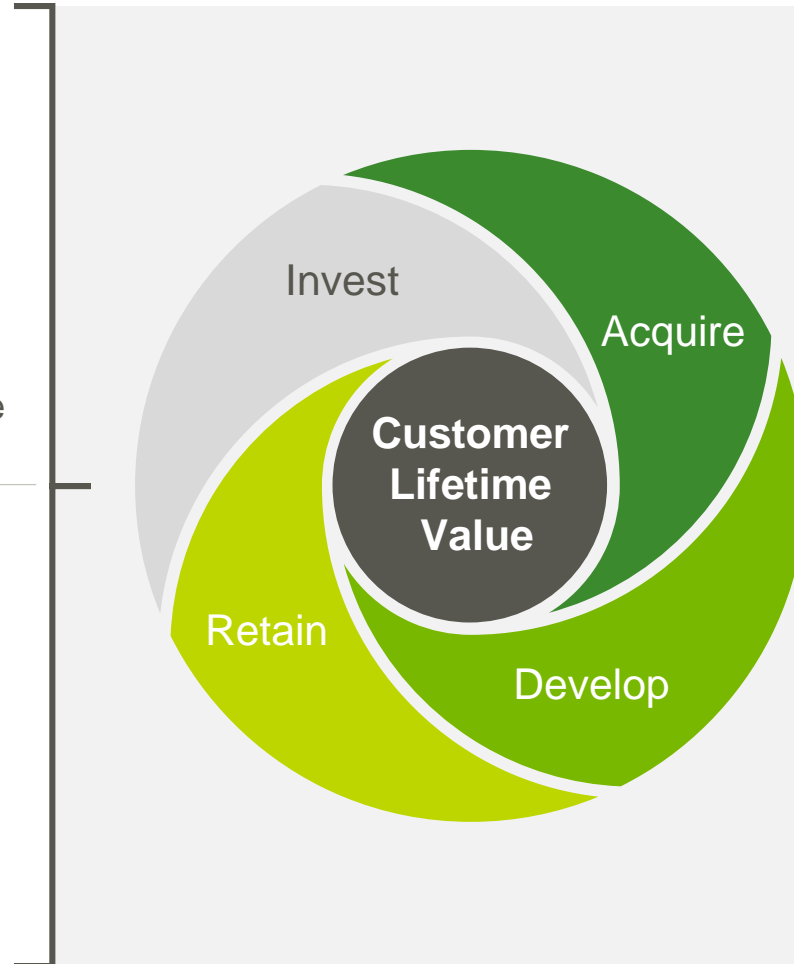 Invest
Acquire
e
Customer
Lifetime
Value
Retain
Develop